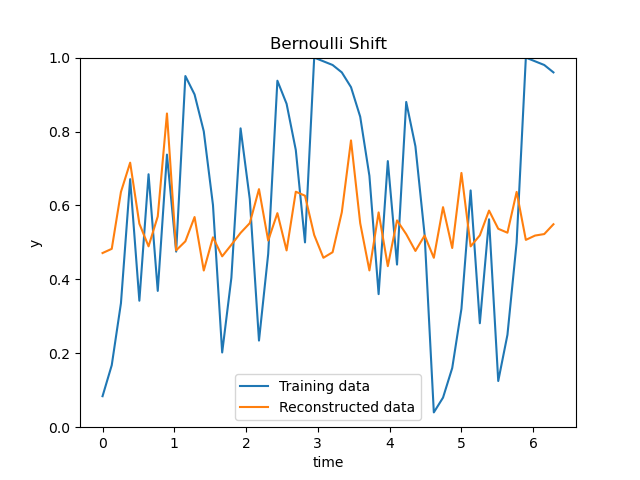 Bernoulli Shift
1.0
0.8
0.6
0.4
0.2
0.0
y
Training data
Reconstructed data
0 1 2 3 4 5 6
time